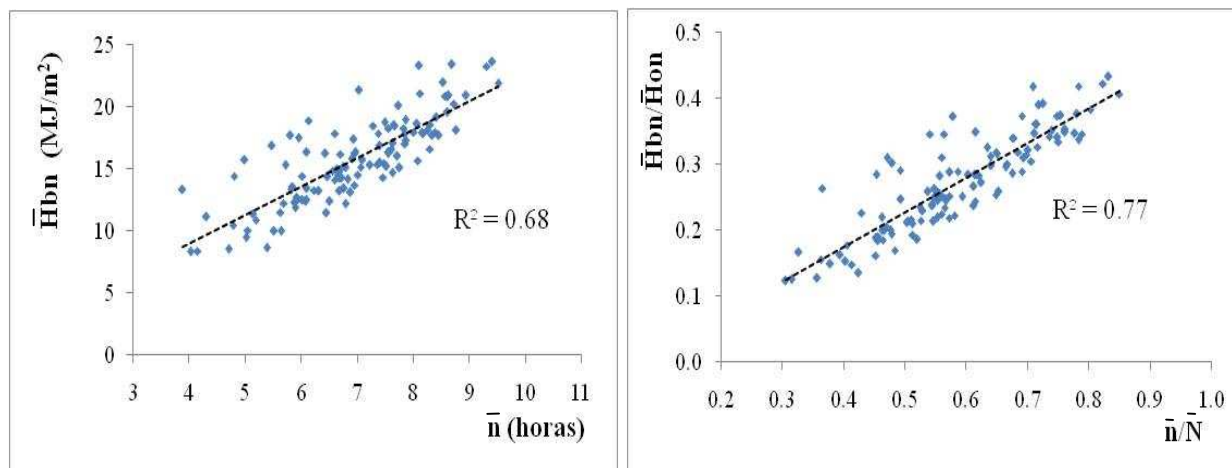 25
20
15
10
5
0
H̄bn (MJ/m²)
R² = 0.68
3 4 5 6 7 8 9 10 11
n̄ (horas)
0.5
0.4
0.3
0.2
0.1
0.0
H̄bn/H̄on
R² = 0.77
0.2 0.3 0.4 0.5 0.6 0.7 0.8 0.9 1.0
n̄/N̄